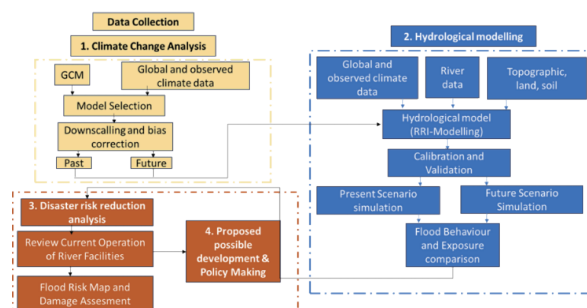 Data Collection
1. Climate Change Analysis
GCM
Global and observed
climate data
Model Selection
Downscalling and bias
correction
Past
Future
2. Hydrological modelling
Global and
observed climate
data
River
data
Topographic,
land, soil
Hydrological model
(RRI-Modelling)
Calibration and
Validation
Present Scenario
simulation
Future Scenario
Simulation
Flood Behaviour
and Exposure
comparison
3. Disaster risk reduction
analysis
Review Current Operation
of River Facilities
Flood Risk Map and
Damage Assesment
4. Proposed
possible
development &
Policy Making